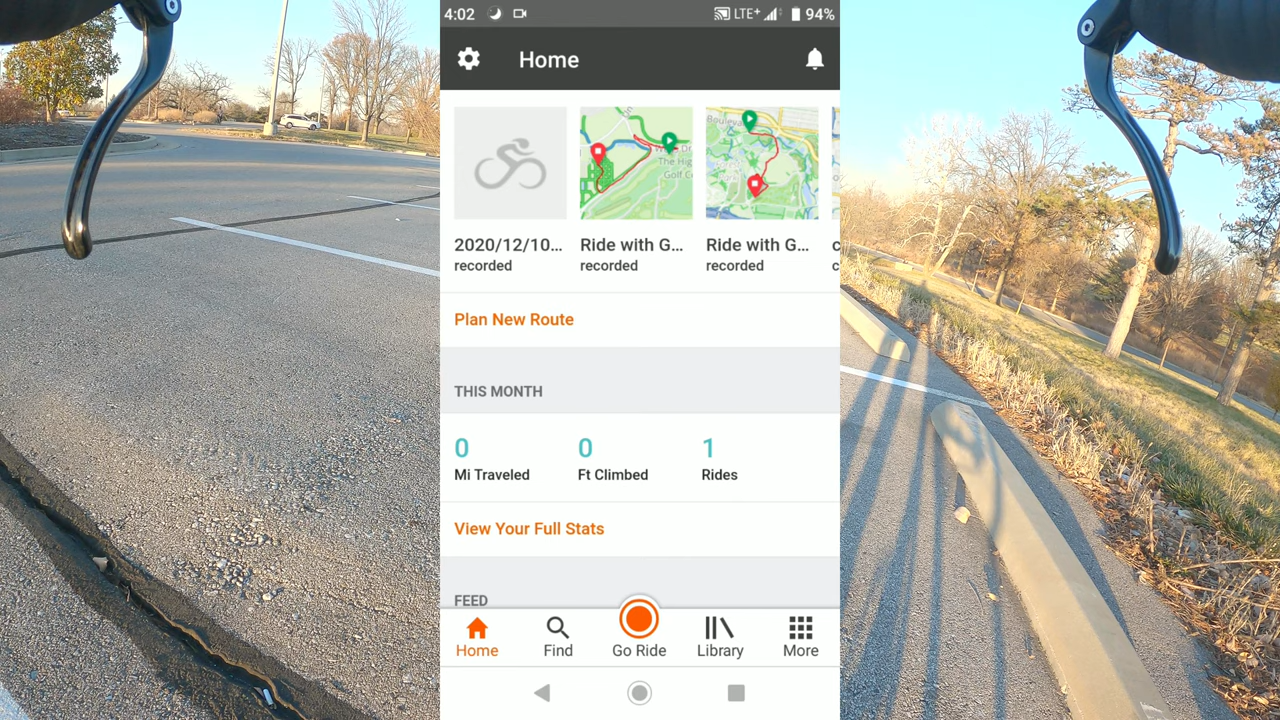 4:02 LTE+ 94%
Home
2020/12/10... Ride with G... Ride with G...
recorded recorded recorded
Plan New Route
THIS MONTH
0 0 1
Mi Traveled Ft Climbed Rides
View Your Full Stats
FEED
Home Find Go Ride Library More